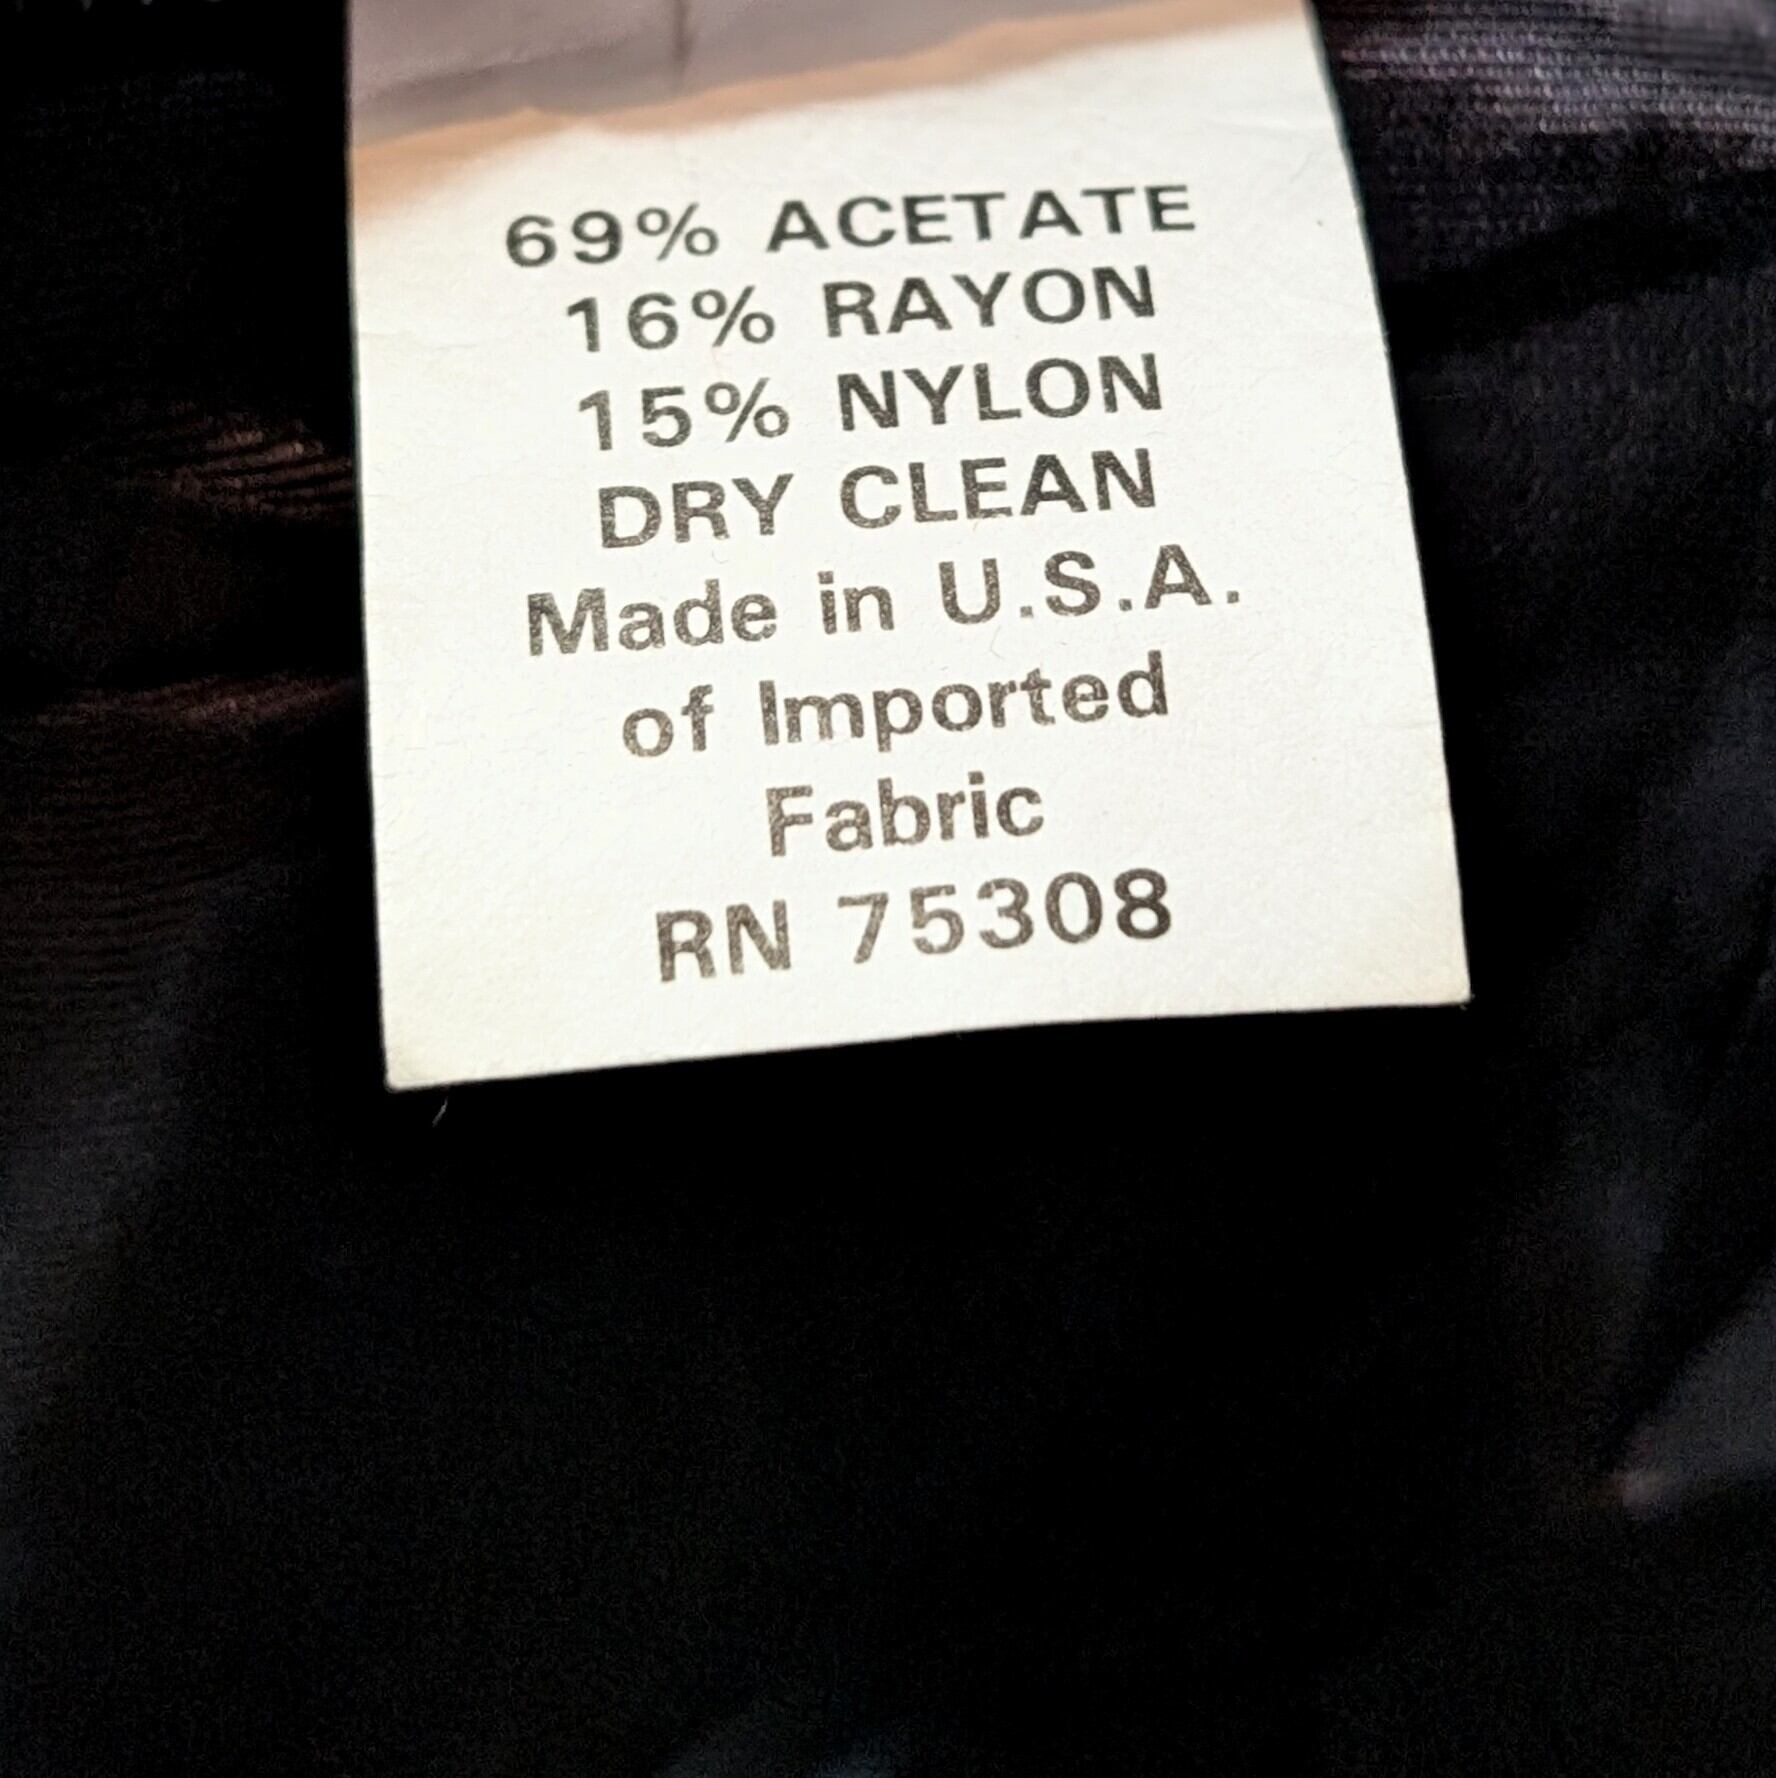 69% ACETATE
16% RAYON
15% NYLON
DRY CLEAN
Made in U.S.A.
of Imported
Fabric
RN 75308